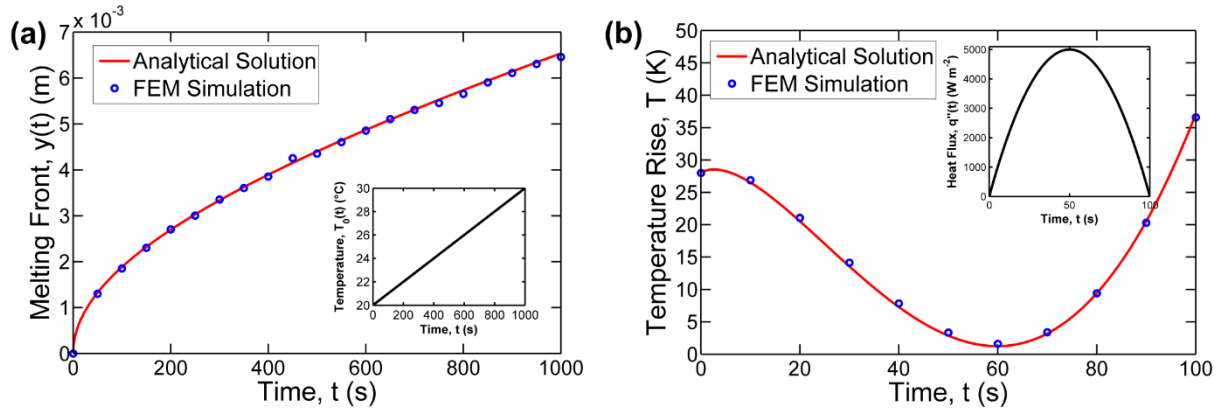 (a)
7
x 10⁻³
Analytical Solution
FEM Simulation
Melting Front, y(t) (m)
6
5
4
3
2
1
0
0 200 400 600 800 1000
Time, t (s)
Temperature, T₀(t) (°C)
30
28
26
24
22
20
0 200 400 600 800 1000
Time, t (s)
(b)
Analytical Solution
FEM Simulation
Temperature Rise, T (K)
50
45
40
35
30
25
20
15
10
5
0
0 20 40 60 80 100
Time, t (s)
Heat Flux, q"(t) (W m⁻²)
5000
4000
3000
2000
1000
0
0 50 100
Time, t (s)